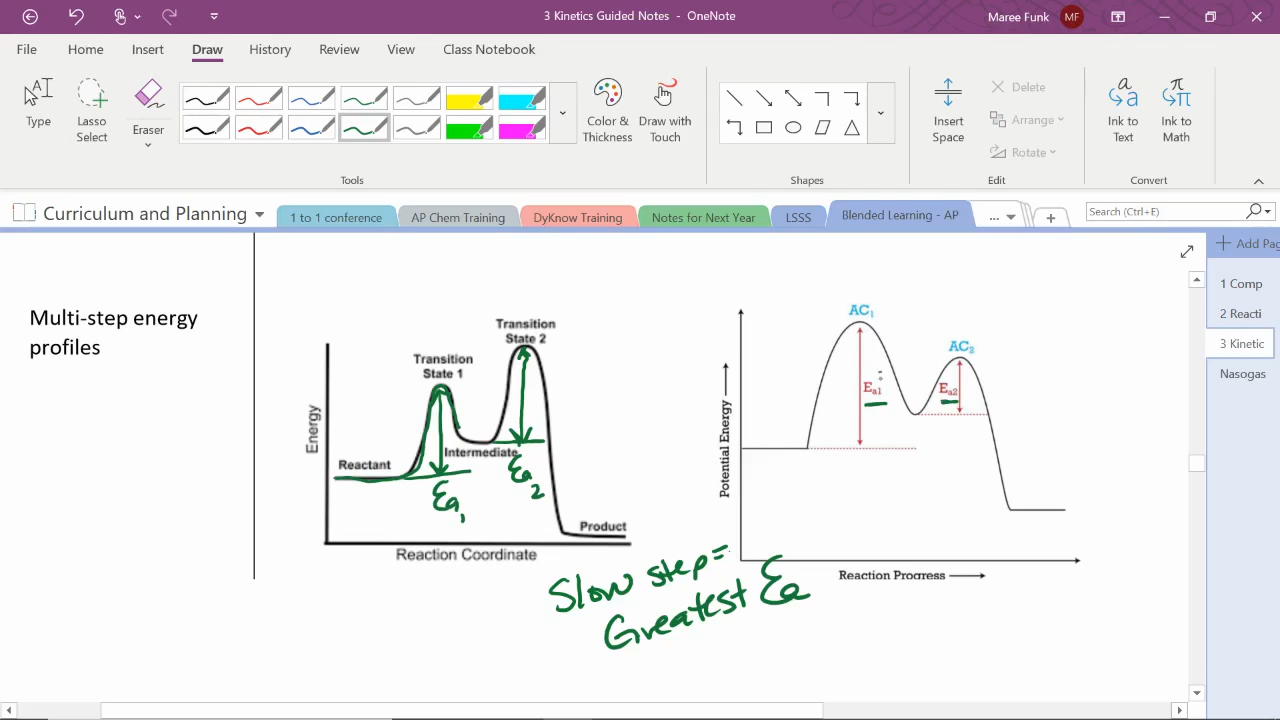 3 Kinetics Guided Notes - OneNote
Maree Funk MF
File Home Insert Draw History Review View Class Notebook
Type
Lasso Select
Eraser
Color & Thickness
Draw with Touch
Insert Space
Delete
Arrange
Rotate
Ink to Text
Ink to Math
Tools
Shapes
Edit
Convert
Curriculum and Planning
1 to 1 conference
AP Chem Training
DyKnow Training
Notes for Next Year
LSSS
Blended Learning - AP
...
Search (Ctrl+E)
Add Pag
1 Comp
2 Reacti
3 Kinetic
Nasogas
Multi-step energy
profiles
Transition
State 2
Transition
State 1
Energy
Reactant
Intermediate
Ea1
Ea2
Product
Reaction Coordinate
AC1
AC2
Ea1
Ea2
Potential Energy
Reaction Progress
Slow step =
Greatest Ea